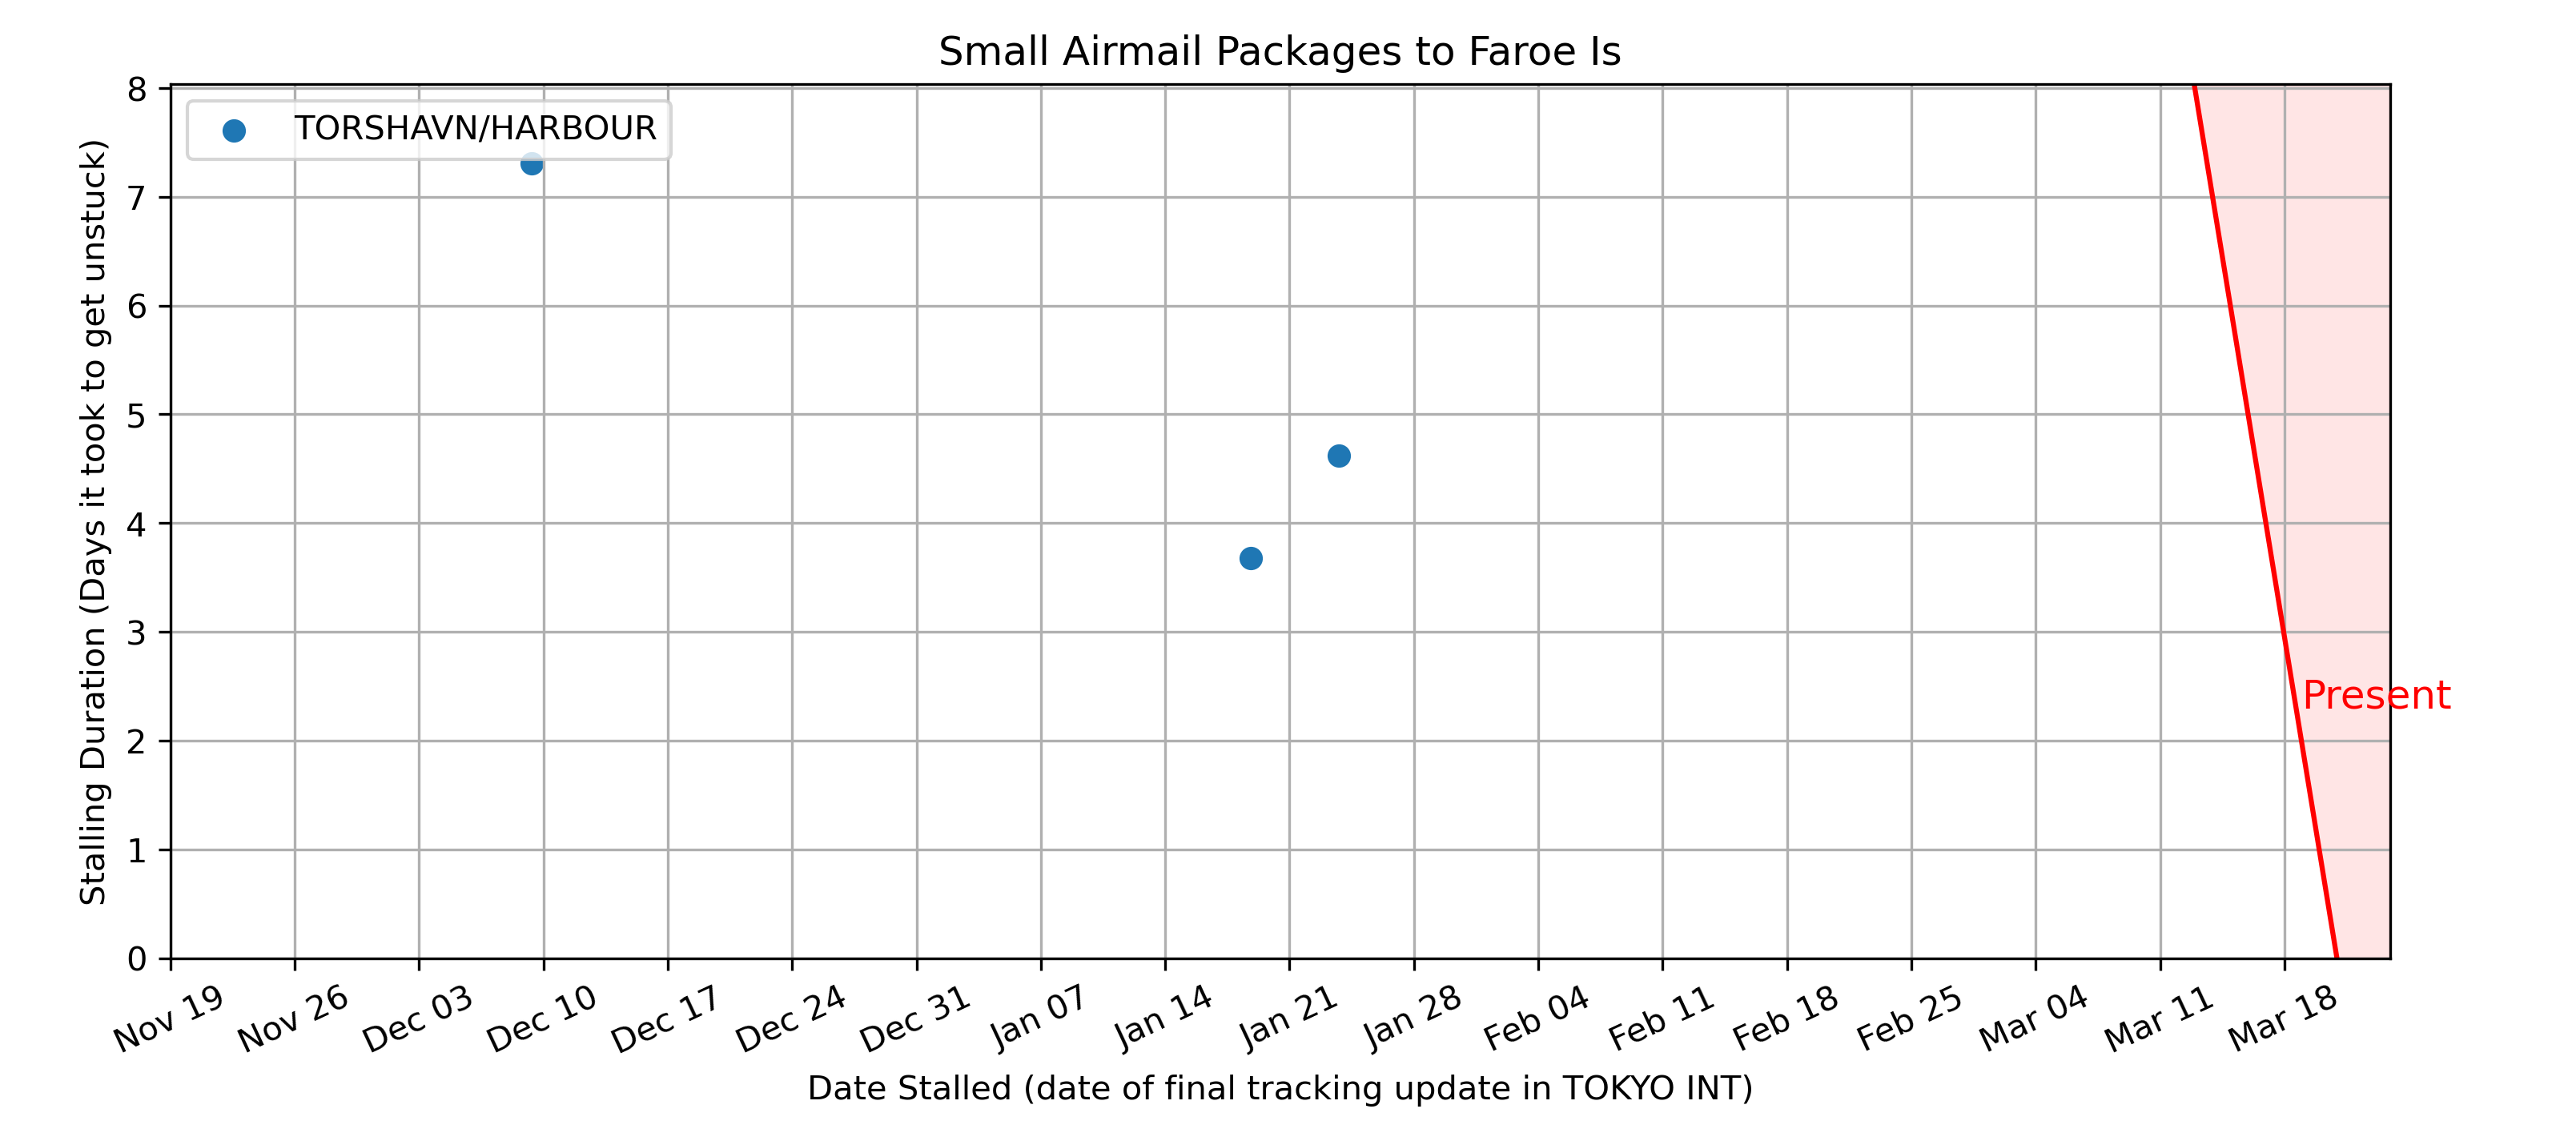 Small Airmail Packages to Faroe Is
TORSHAVN/HARBOUR
Stalling Duration (Days it took to get unstuck)
8
7
6
5
4
3
2
1
0
Present
Nov 19 Nov 26 Dec 03 Dec 10 Dec 17 Dec 24 Dec 31 Jan 07 Jan 14 Jan 21 Jan 28 Feb 04 Feb 11 Feb 18 Feb 25 Mar 04 Mar 11 Mar 18
Date Stalled (date of final tracking update in TOKYO INT)